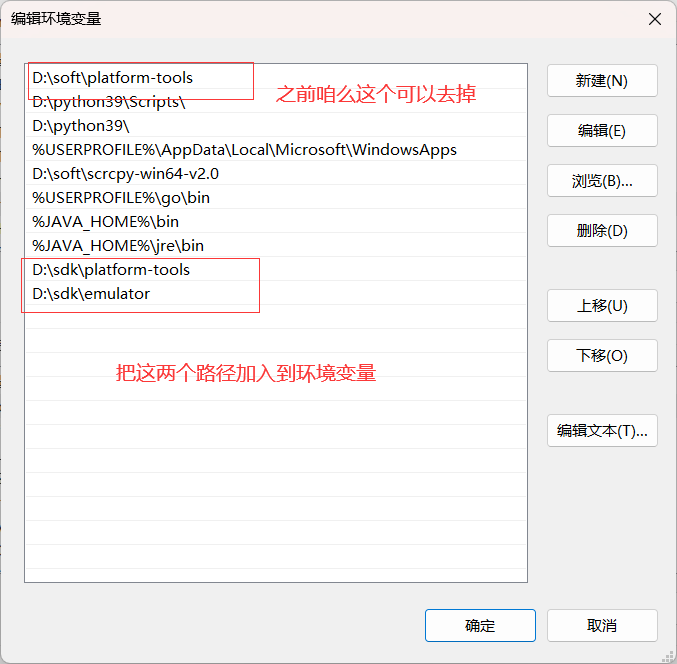 编辑环境变量
D:\soft\platform-tools
之前咱么这个可以去掉
D:\python39\Scripts\
D:\python39\
%USERPROFILE%\AppData\Local\Microsoft\WindowsApps
D:\soft\scrcpy-win64-v2.0
%USERPROFILE%\go\bin
%JAVA_HOME%\bin
%JAVA_HOME%\jre\bin
D:\sdk\platform-tools
D:\sdk\emulator
把这两个路径加入到环境变量
新建(N)
编辑(E)
浏览(B)...
删除(D)
上移(U)
下移(O)
编辑文本(T)...
确定
取消